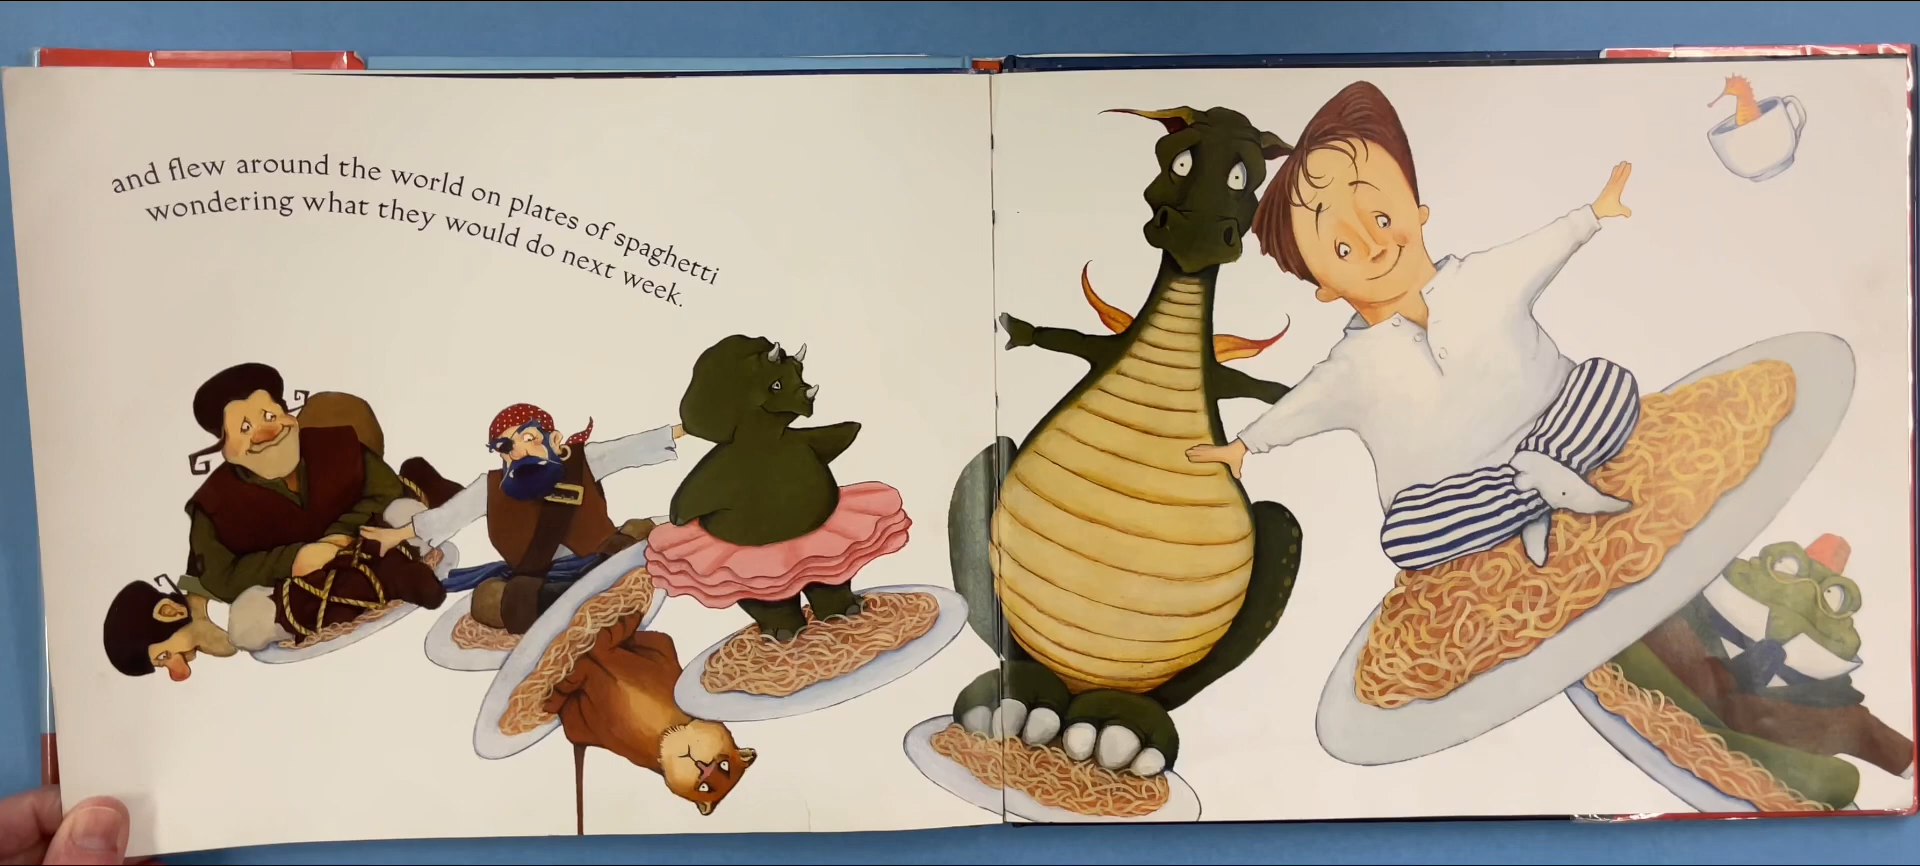 and flew around the world on plates of spaghetti
wondering what they would do next week.